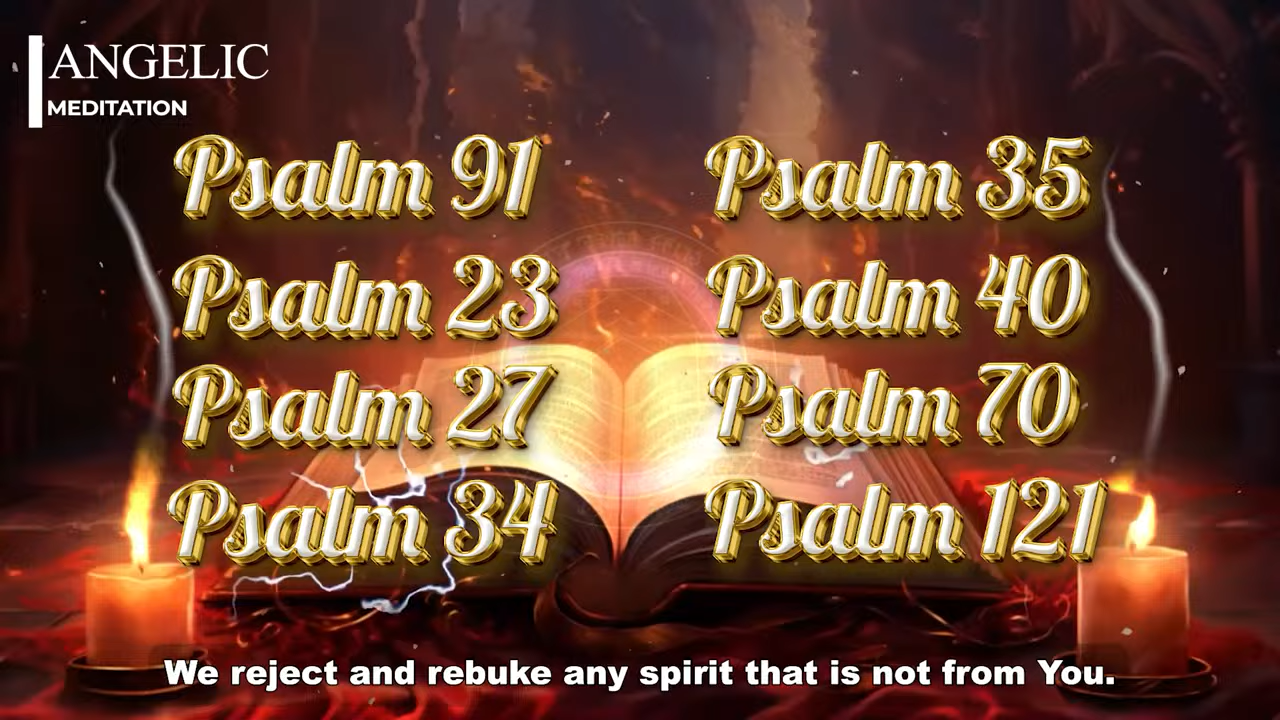 ANGELIC
MEDITATION
Psalm 91
Psalm 23
Psalm 27
Psalm 34
Psalm 35
Psalm 40
Psalm 70
Psalm 121
We reject and rebuke any spirit that is not from You.